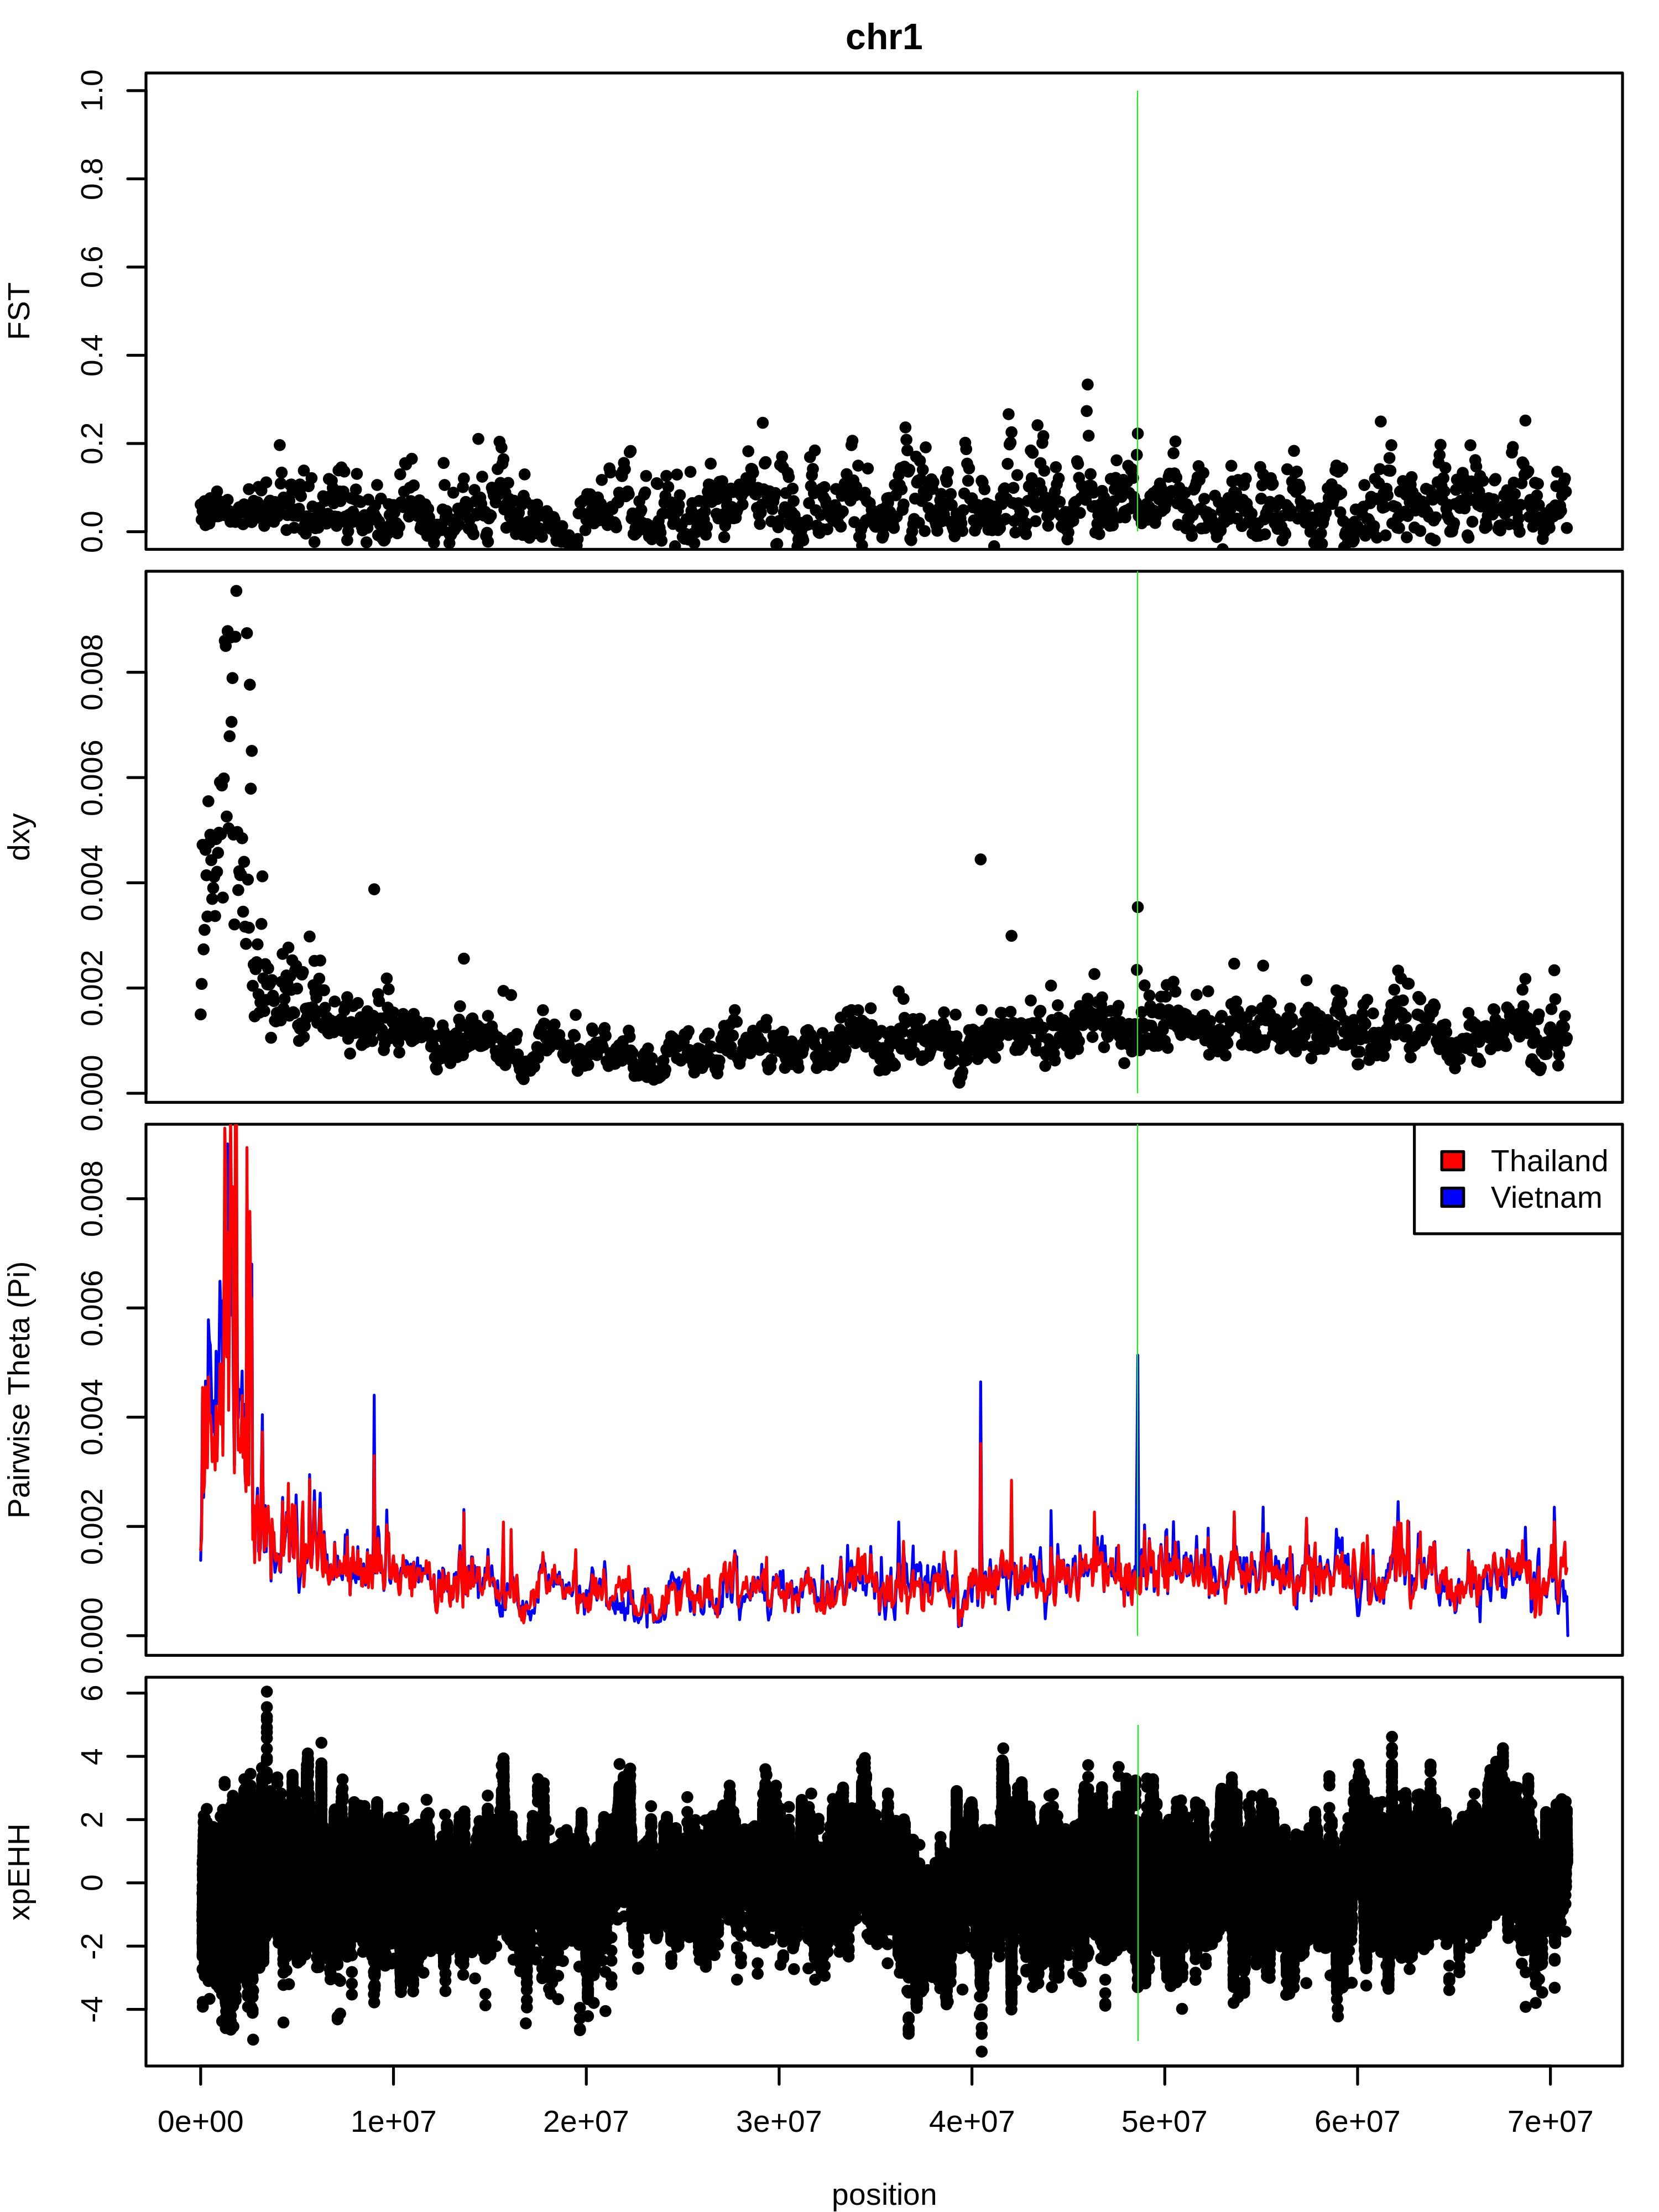 chr1
FST
0.0 0.2 0.4 0.6 0.8 1.0
dxy
0.000 0.002 0.004 0.006 0.008
Pairwise Theta (Pi)
0.000 0.002 0.004 0.006 0.008
Thailand
Vietnam
xpEHH
-4 -2 0 2 4 6
0e+00 1e+07 2e+07 3e+07 4e+07 5e+07 6e+07 7e+07
position